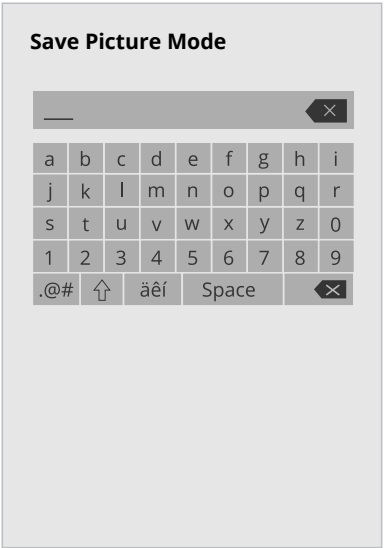 Save Picture Mode
a b c d e f g h i
j k l m n o p q r
s t u v w x y z 0
1 2 3 4 5 6 7 8 9
.@# äêí Space